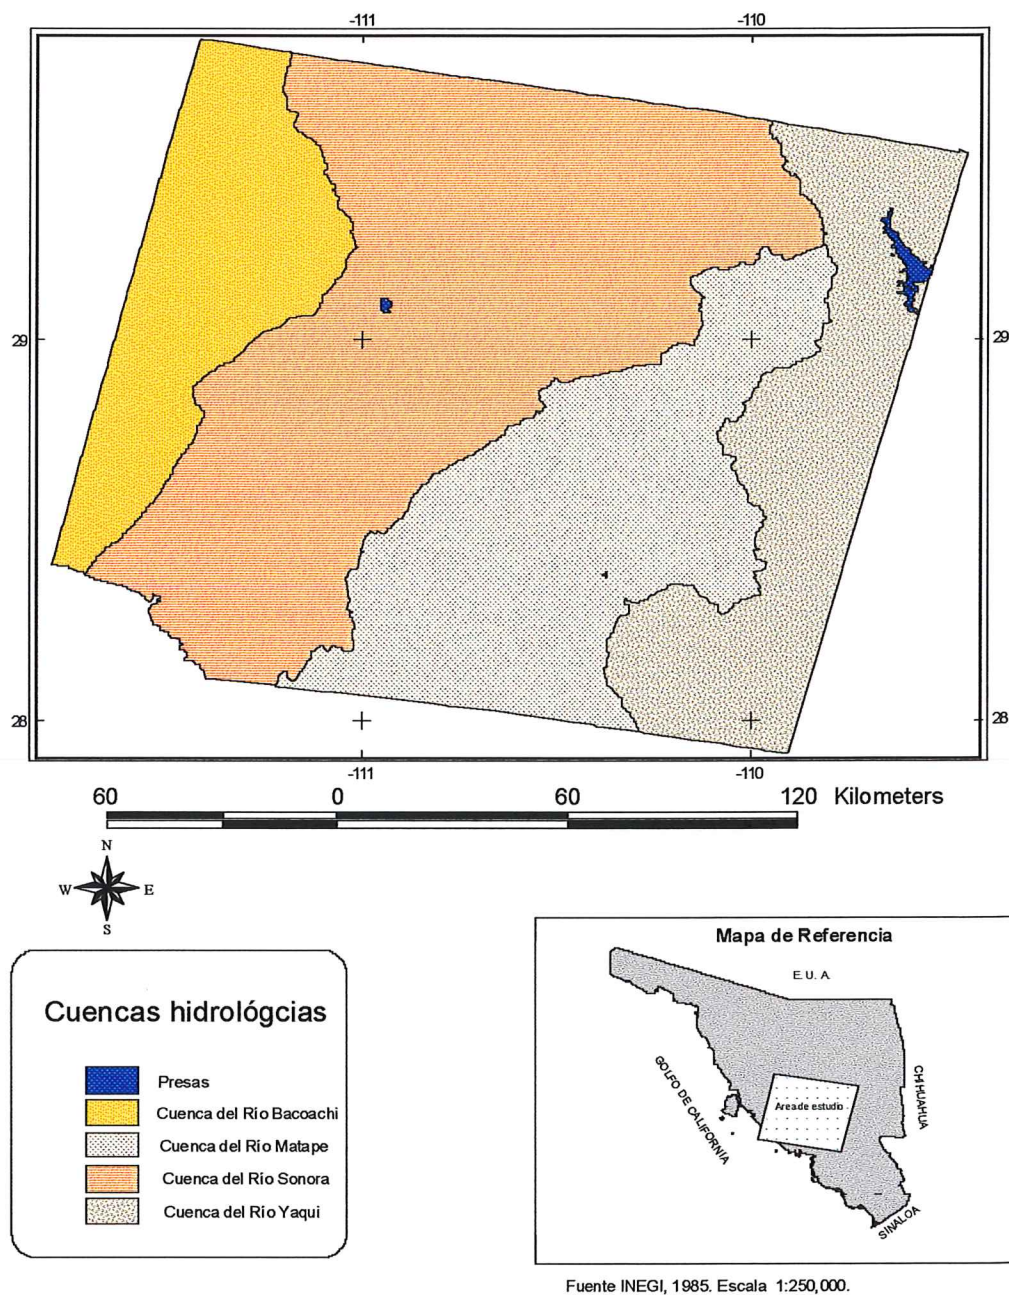 -111 -110
29 29
28 28
-111 -110
60 0 60 120 Kilometers
N
W E
S
Cuencas hidrológcias
Presas
Cuenca del Río Bacoachi
Cuenca del Río Matape
Cuenca del Río Sonora
Cuenca del Río Yaqui
Mapa de Referencia
E. U. A.
GOLFO DE CALIFORNIA
CHIHUAHUA
Area de estudio
SINALOA
Fuente INEGI, 1985. Escala 1:250,000.